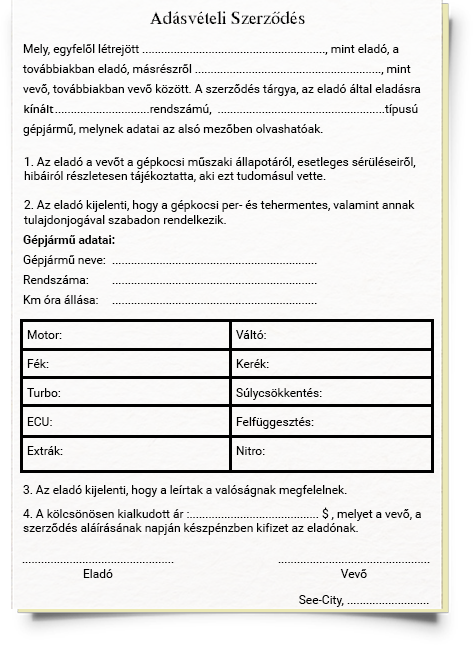 Adásvételi Szerződés
Mely, egyfelől létrejött ......................................................, mint eladó, a
továbbiakban eladó, másrészről ......................................................., mint
vevő, továbbiakban vevő között. A szerződés tárgya, az eladó által eladásra
kínált............................rendszámú, ..................................................típusú
gépjármű, melynek adatai az alsó mezőben olvashatóak.
1. Az eladó a vevőt a gépkocsi műszaki állapotáról, esetleges sérüléseiről,
hibáiról részletesen tájékoztatta, aki ezt tudomásul vette.
2. Az eladó kijelenti, hogy a gépkocsi per- és tehermentes, valamint annak
tulajdonjogával szabadon rendelkezik.
Gépjármű adatai:
Gépjármű neve: .............................................................
Rendszáma: .............................................................
Km óra állása: .............................................................
Motor: Váltó:
Fék: Kerék:
Turbo: Súlycsökkentés:
ECU: Felfüggesztés:
Extrák: Nitro:
3. Az eladó kijelenti, hogy a leírtak a valóságnak megfelelnek.
4. A kölcsönösen kialkudott ár :....................................... $ , melyet a vevő, a
szerződés aláírásának napján készpénzben kifizet az eladónak.
.............................................. ..............................................
Eladó Vevő
See-City, .........................